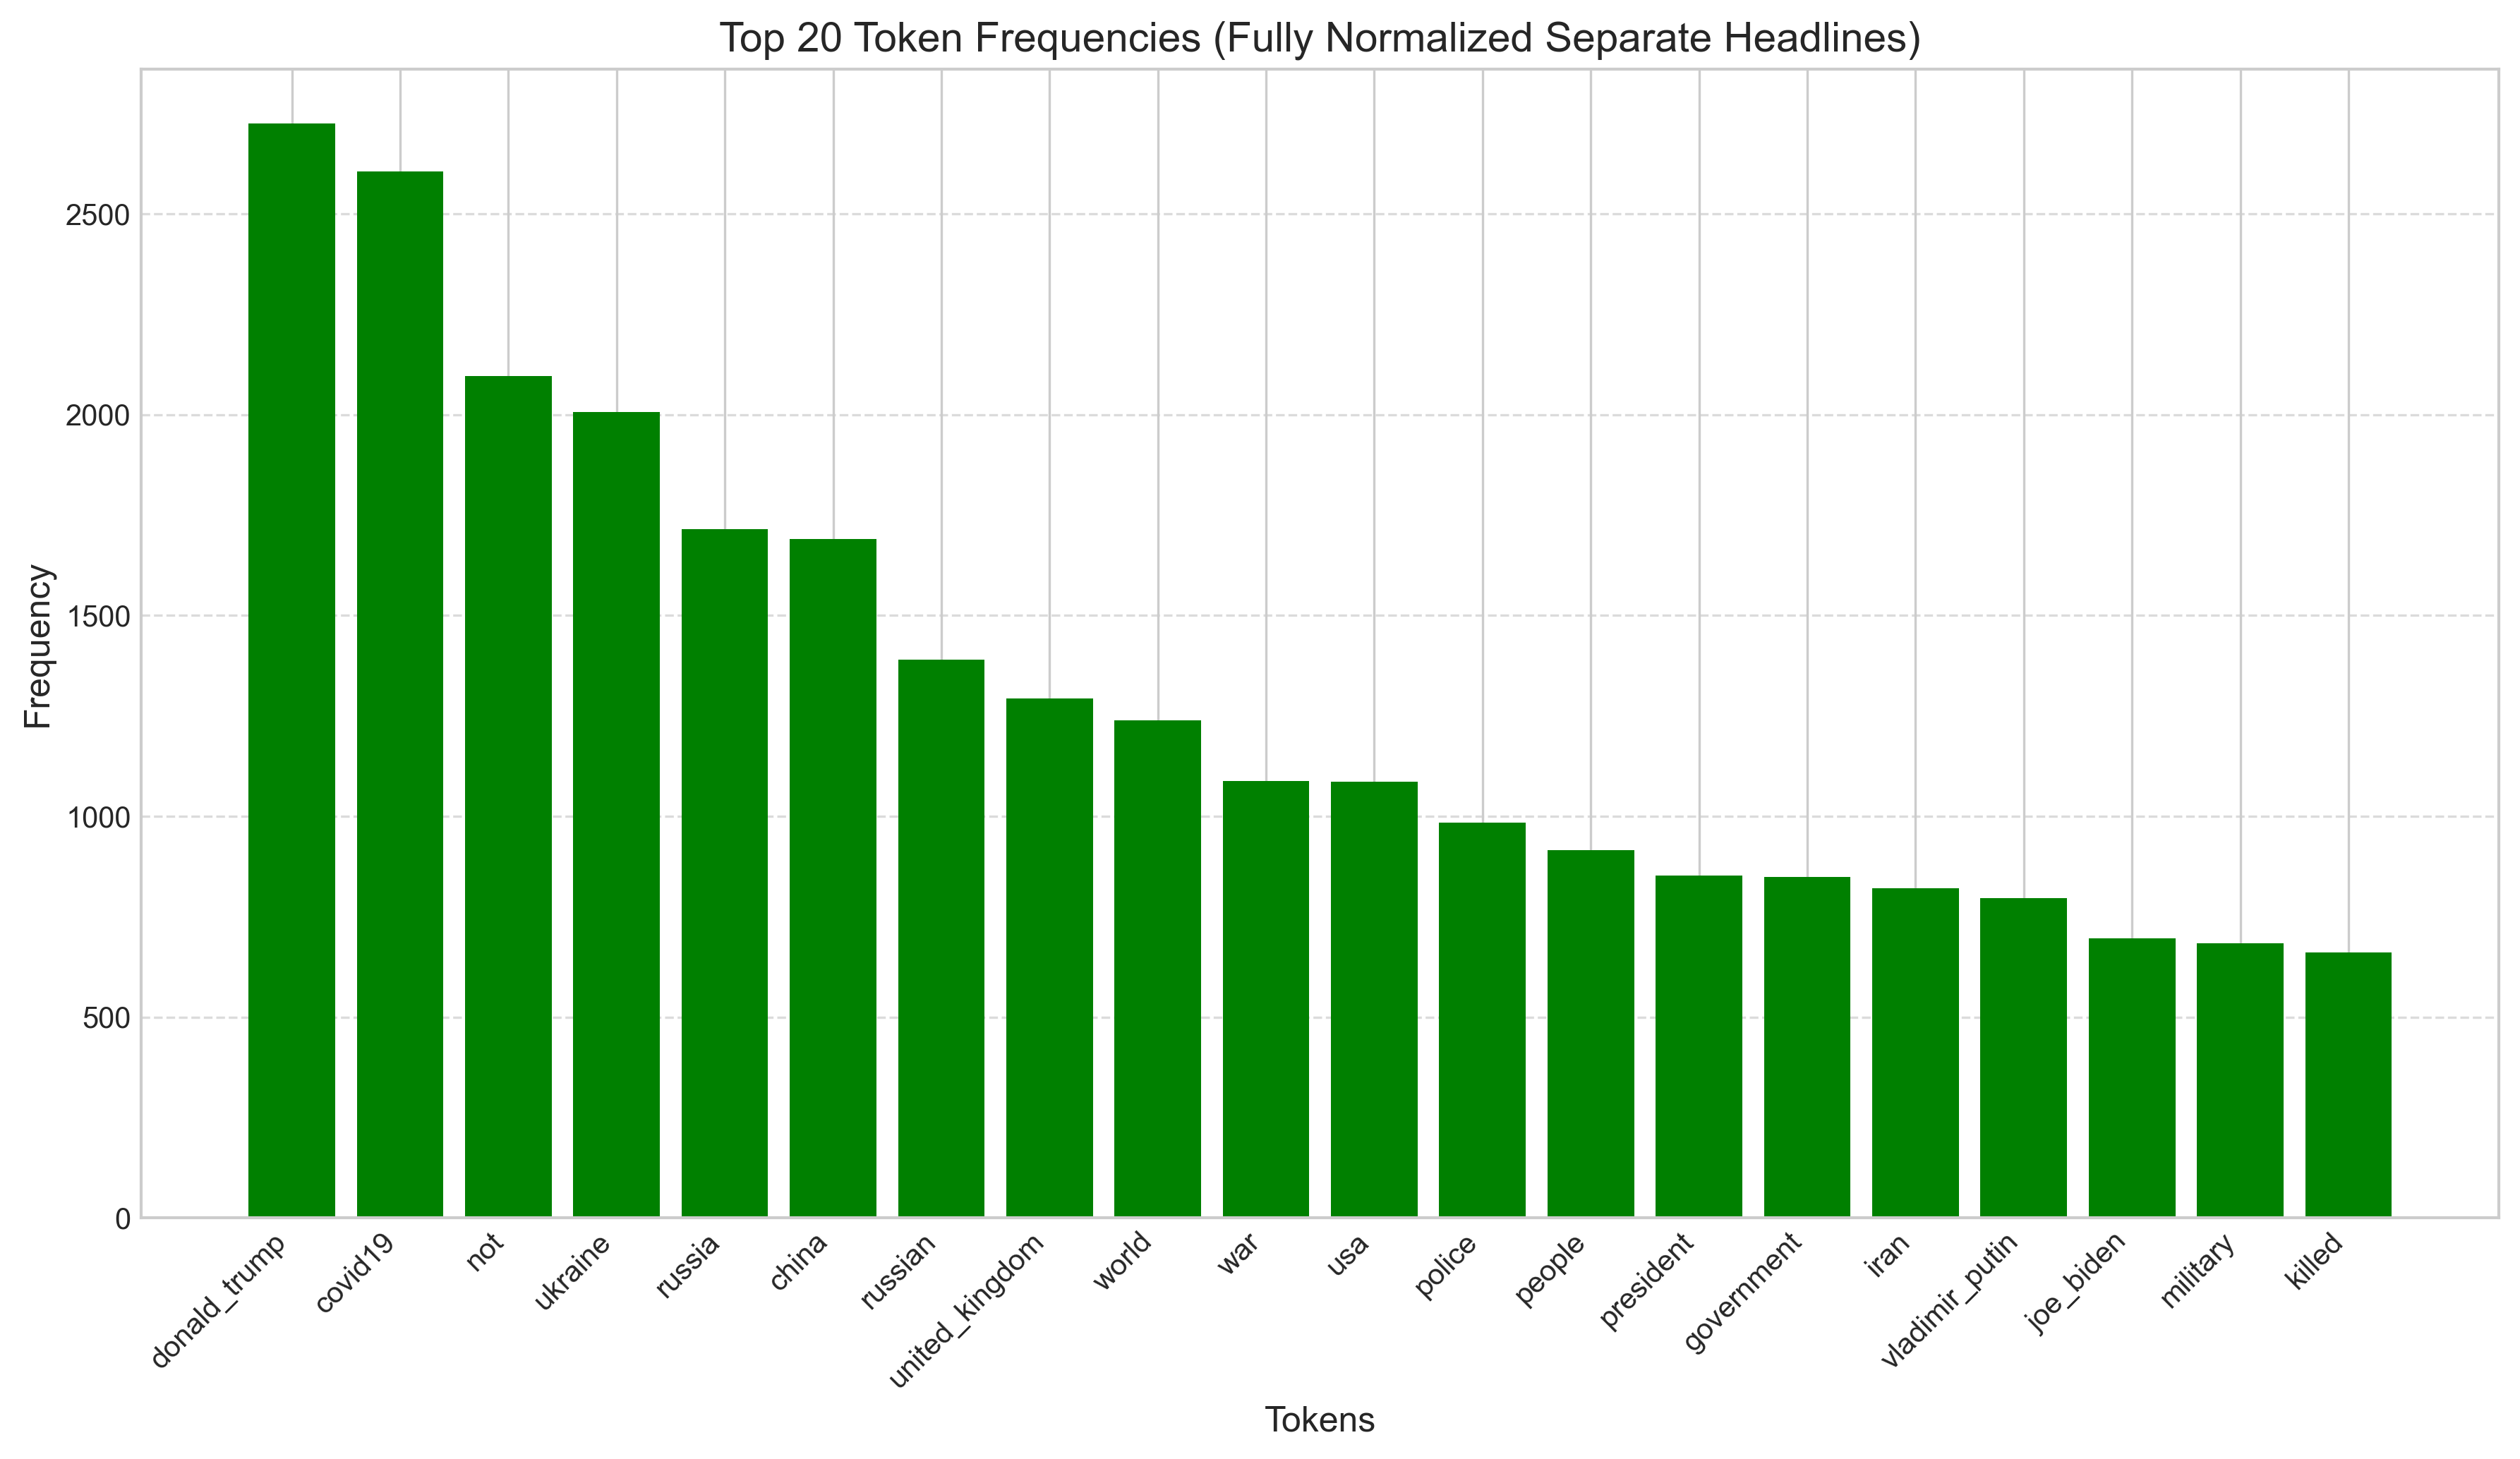 Top 20 Token Frequencies (Fully Normalized Separate Headlines)
Frequency
2500
2000
1500
1000
500
0
donald_trump
covid19
not
ukraine
russia
china
russian
united_kingdom
world
war
usa
police
people
president
government
iran
vladimir_putin
joe_biden
military
killed
Tokens